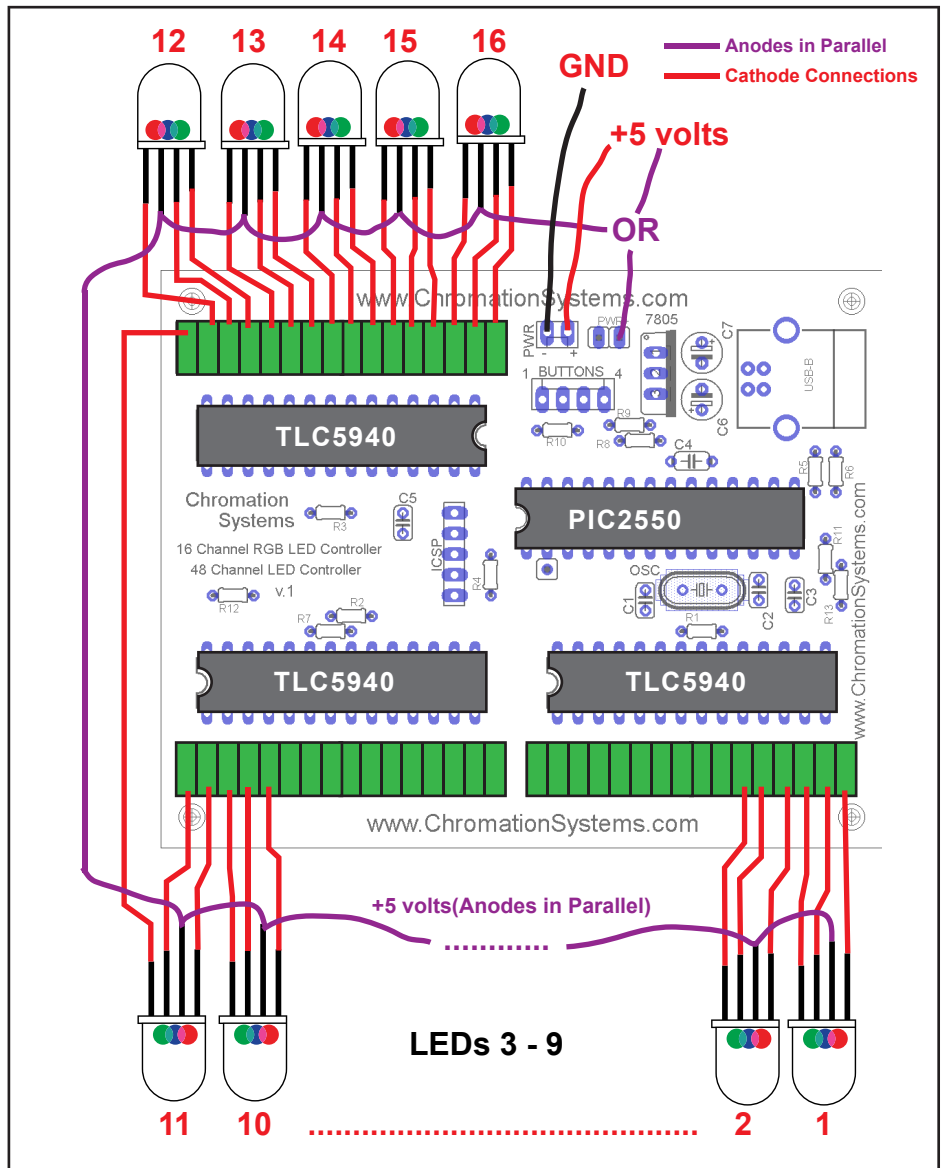 12 13 14 15 16
Anodes in Parallel
Cathode Connections
GND
+5 volts
OR
www.ChromationSystems.com
PWR
- +
PWR
7805
C7
USB-B
1 BUTTONS 4
C6
R9
R10
R8
C4
R5
R6
TLC5940
PIC2550
Chromation
Systems
R3
C5
ICSP
R4
16 Channel RGB LED Controller
48 Channel LED Controller
v.1
R12
R2
R7
OSC
C1
R1
C2
C3
R11
R13
www.ChromationSystems.com
TLC5940
TLC5940
www.ChromationSystems.com
+5 volts(Anodes in Parallel)
............
LEDs 3 - 9
11 10 ....................................... 2 1